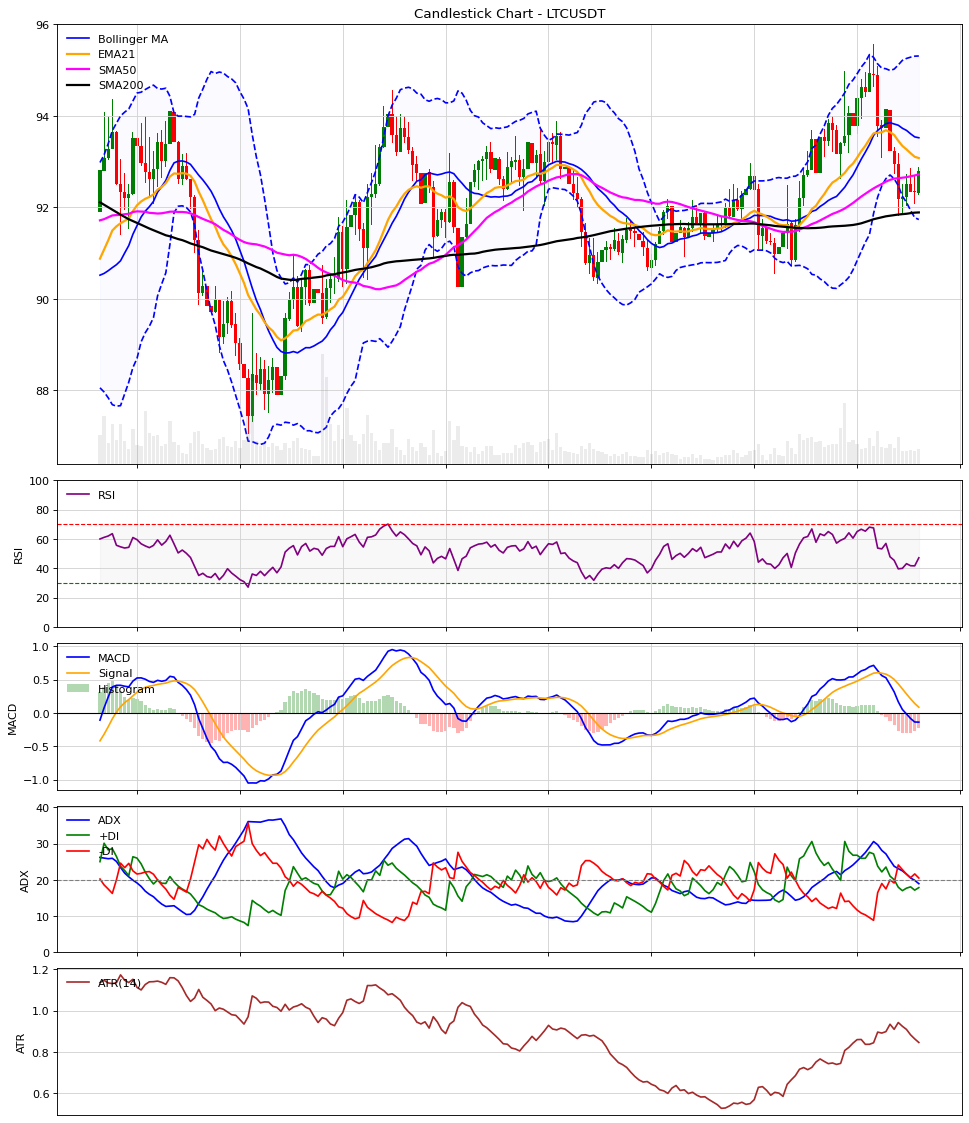 Candlestick Chart - LTCUSDT
96
94
92
90
88
Bollinger MA
EMA21
SMA50
SMA200
RSI
100
80
60
40
20
0
RSI
MACD
1.0
0.5
0.0
−0.5
−1.0
MACD
Signal
Histogram
ADX
40
30
20
10
0
ADX
+DI
-DI
ATR
1.2
1.0
0.8
0.6
ATR(14)